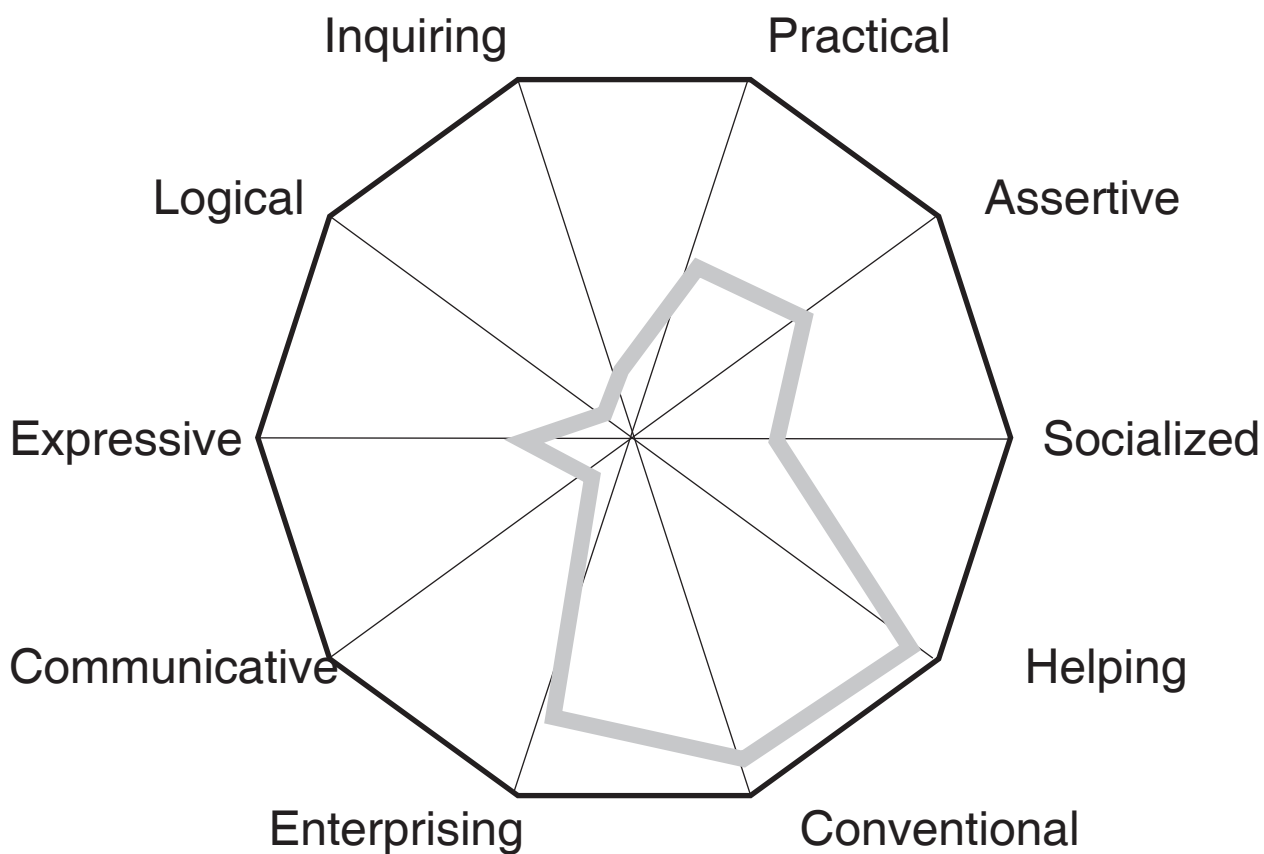 Inquiring
Practical
Logical
Assertive
Expressive
Socialized
Communicative
Helping
Enterprising
Conventional